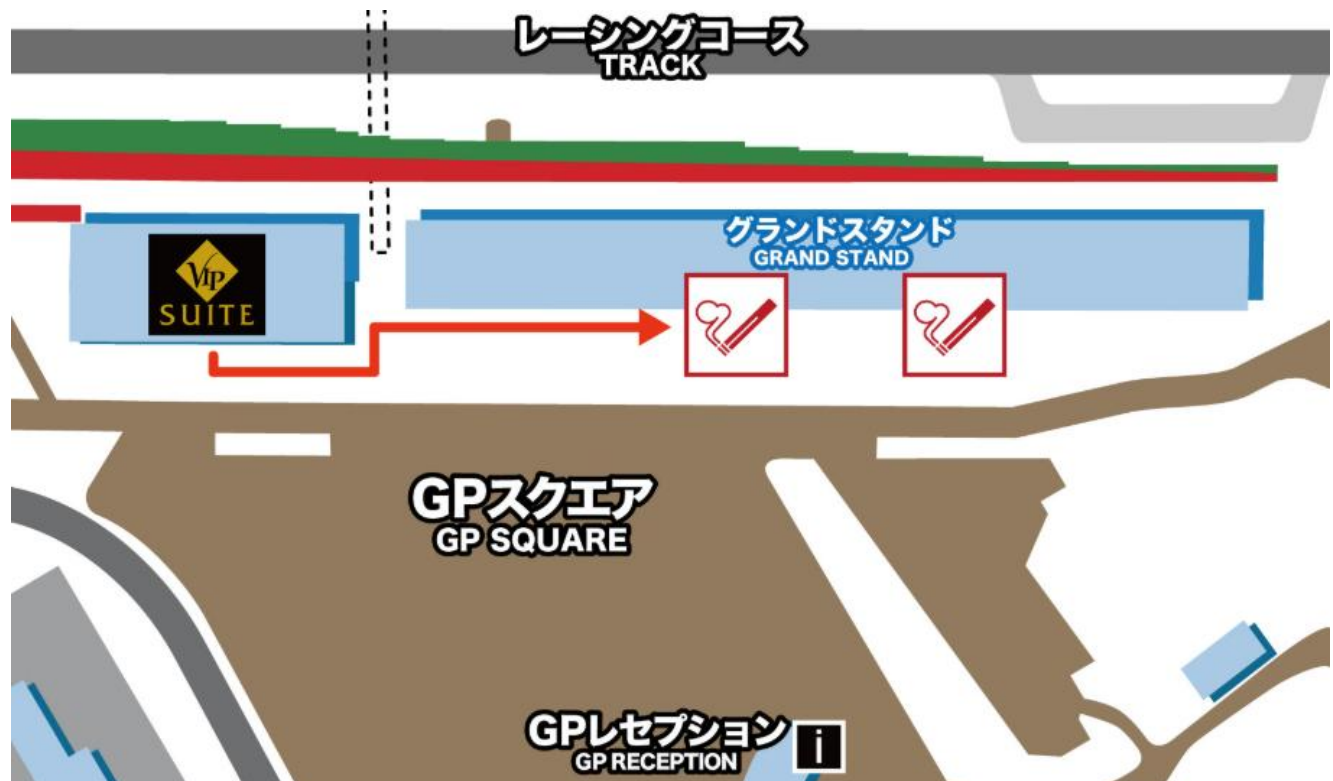 レーシングコース
TRACK
グランドスタンド
GRAND STAND
VIP
SUITE
GPスクエア
GP SQUARE
GPレセプション
GP RECEPTION
i